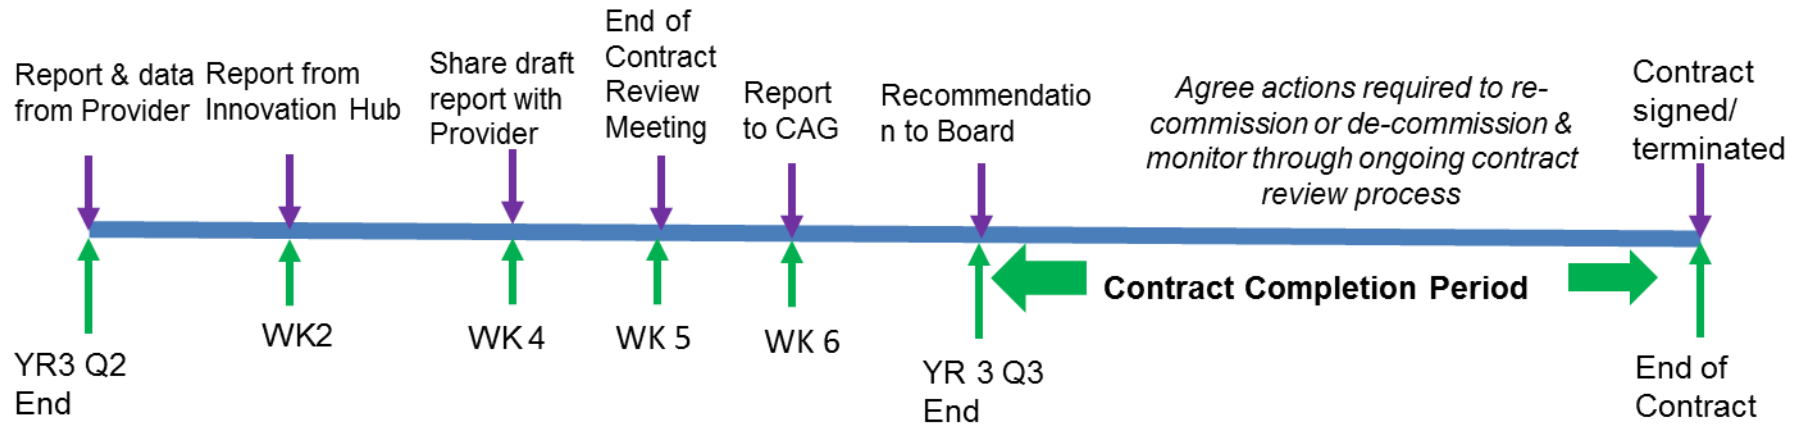 Report & data
from Provider
Report from
Innovation Hub
Share draft
report with
Provider
End of
Contract
Review
Meeting
Report
to CAG
Recommendatio
n to Board
Agree actions required to re-
commission or de-commission &
monitor through ongoing contract
review process
Contract
signed/
terminated
YR3 Q2
End
WK2
WK 4
WK 5
WK 6
YR 3 Q3
End
Contract Completion Period
End of
Contract